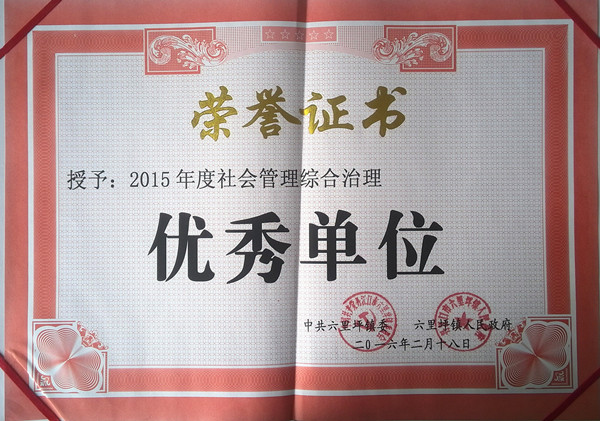 荣誉证书
授予：2015年度社会管理综合治理
优秀单位
中共六里坪镇委 六里坪镇人民政府
二0一六年二月十八日